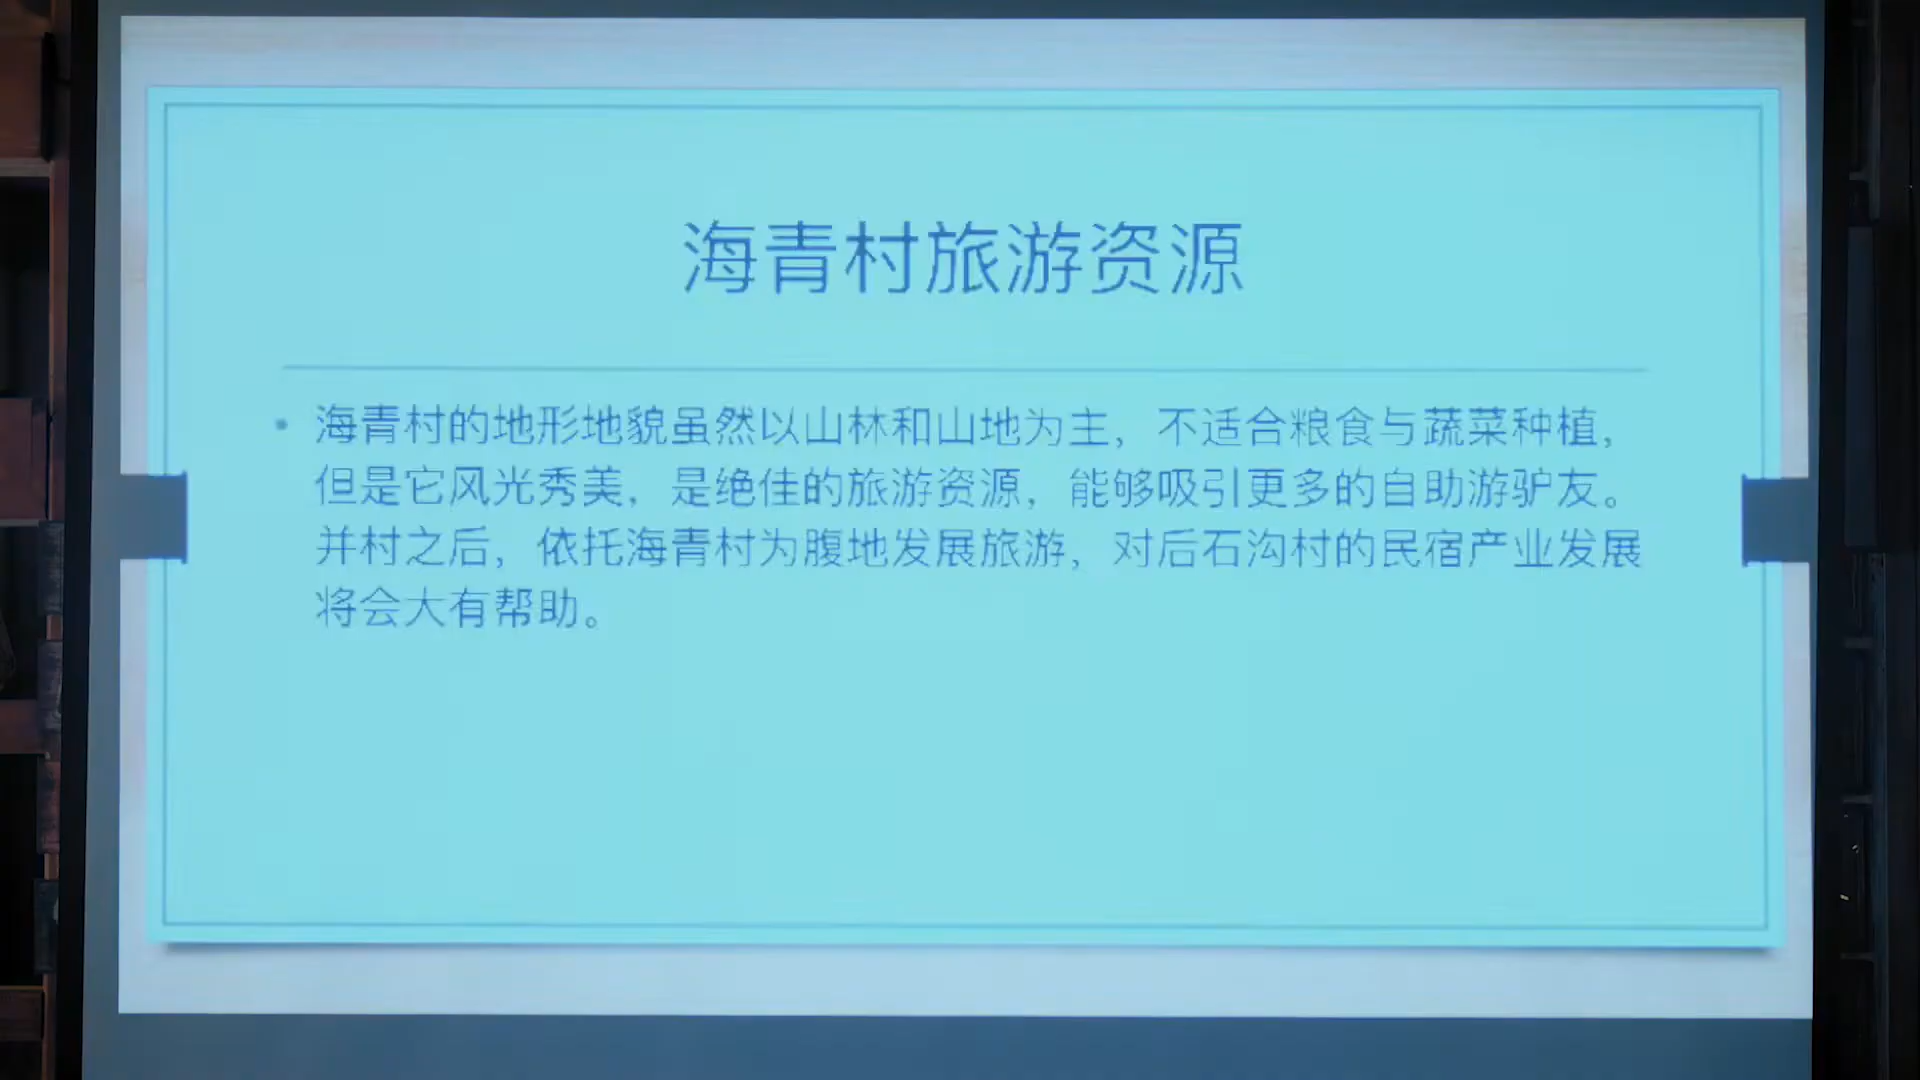 海青村旅游资源
• 海青村的地形地貌虽然以山林和山地为主，不适合粮食与蔬菜种植，
但是它风光秀美，是绝佳的旅游资源，能够吸引更多的自助游驴友。
并村之后，依托海青村为腹地发展旅游，对后石沟村的民宿产业发展
将会大有帮助。